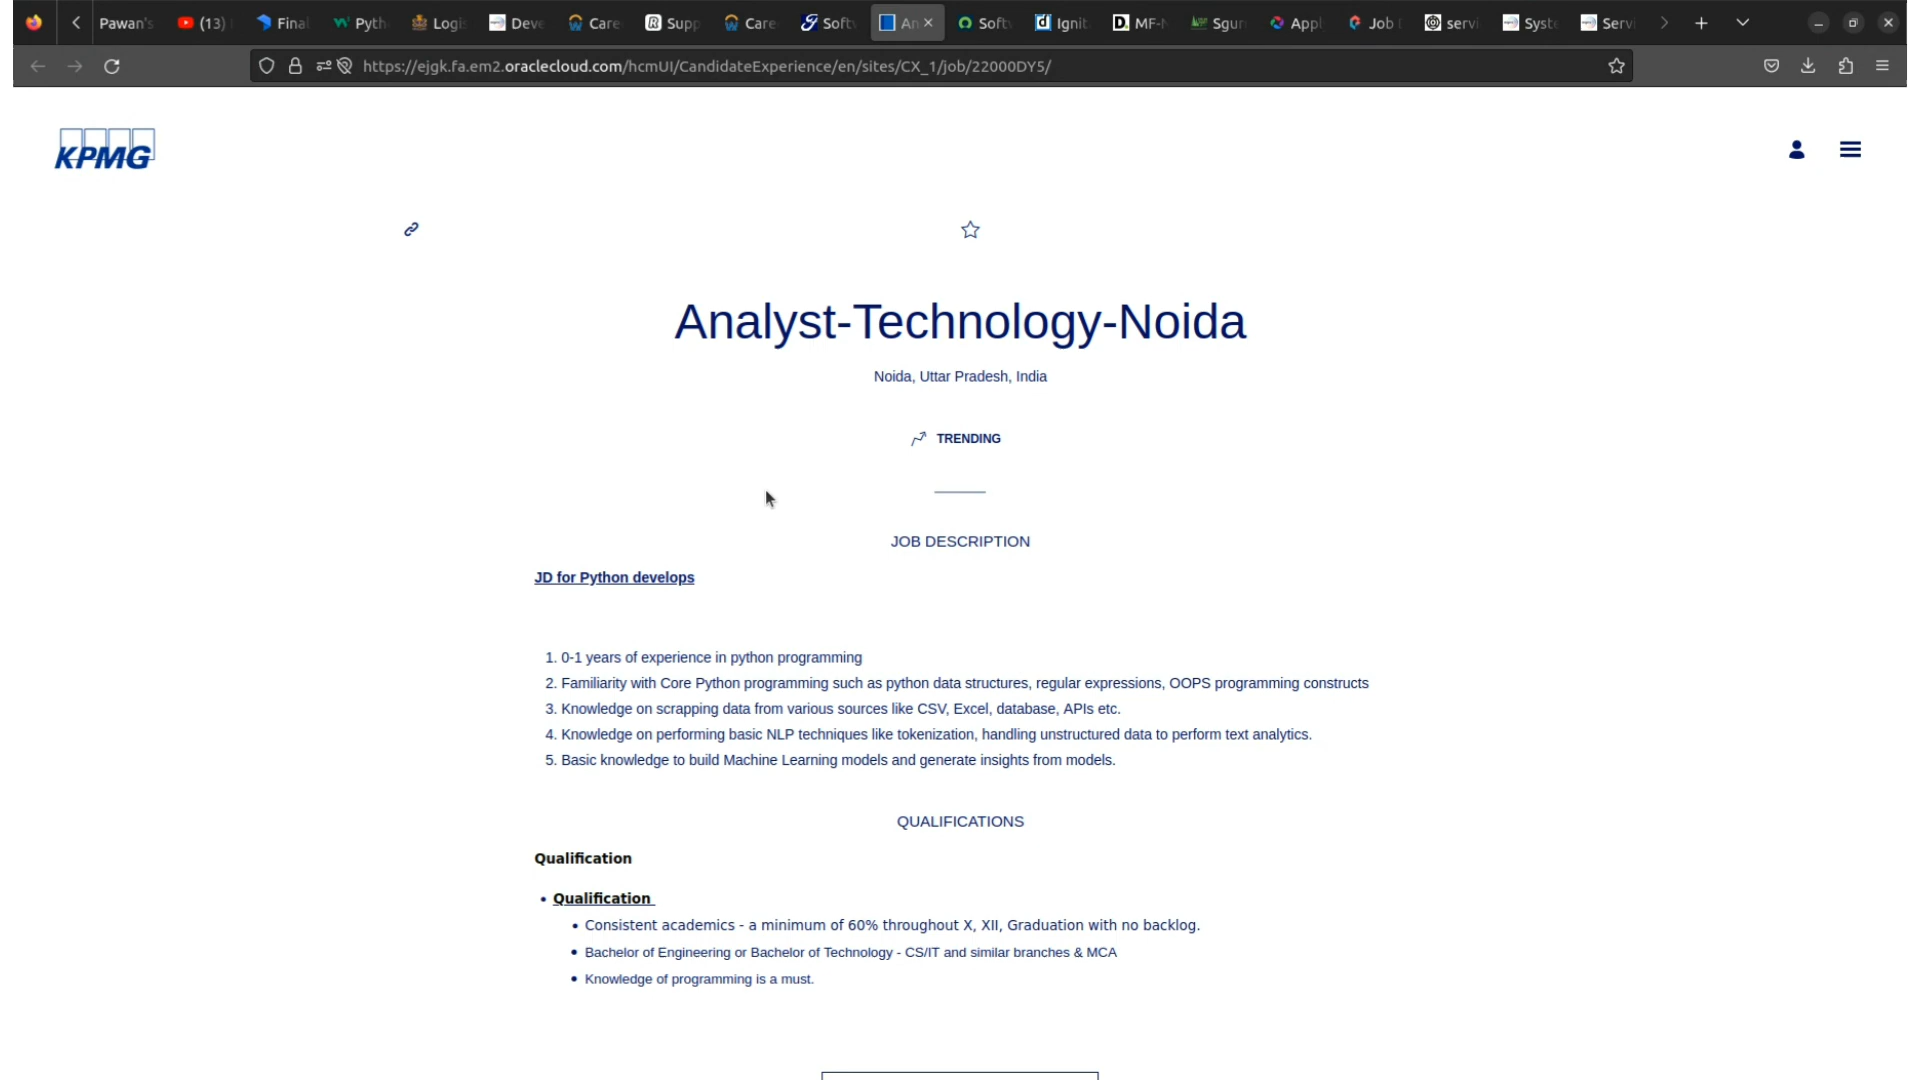 Pawan's (13) Final Pyth Logi Deve Care Supp Care Soft An Soft Ignit MF-N Sgun Appl Job servi Syste Servi
https://ejgk.fa.em2.oraclecloud.com/hcmUI/CandidateExperience/en/sites/CX_1/job/22000DY5/
KPMG
Analyst-Technology-Noida
Noida, Uttar Pradesh, India
TRENDING
JOB DESCRIPTION
JD for Python develops
1. 0-1 years of experience in python programming
2. Familiarity with Core Python programming such as python data structures, regular expressions, OOPS programming constructs
3. Knowledge on scrapping data from various sources like CSV, Excel, database, APIs etc.
4. Knowledge on performing basic NLP techniques like tokenization, handling unstructured data to perform text analytics.
5. Basic knowledge to build Machine Learning models and generate insights from models.
QUALIFICATIONS
Qualification
• Qualification
• Consistent academics - a minimum of 60% throughout X, XII, Graduation with no backlog.
• Bachelor of Engineering or Bachelor of Technology - CS/IT and similar branches & MCA
• Knowledge of programming is a must.